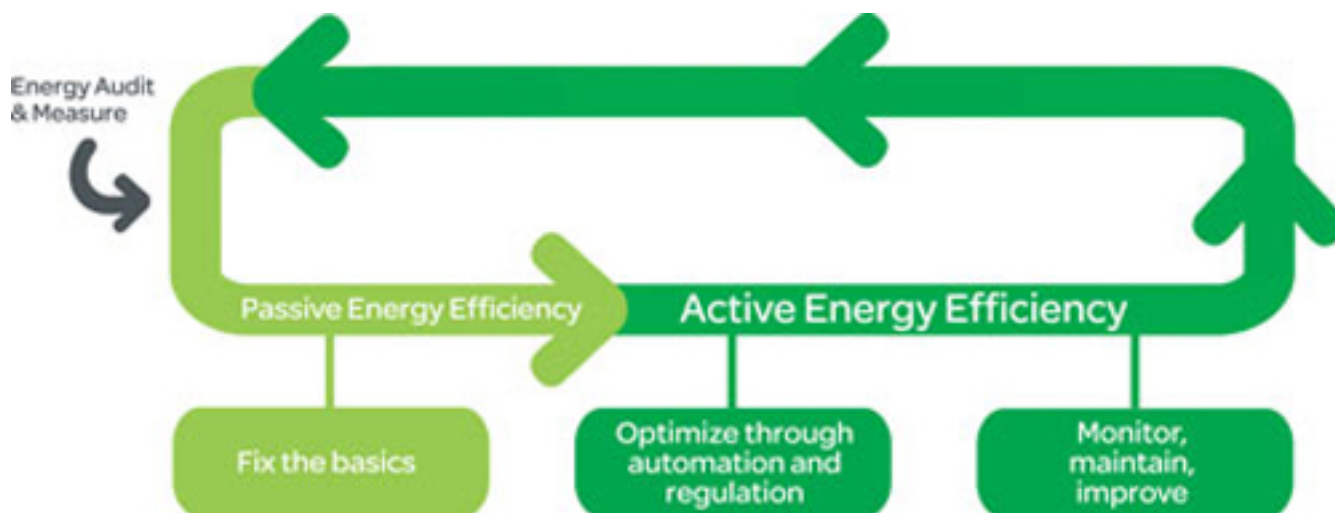 Energy Audit
& Measure
Passive Energy Efficiency
Active Energy Efficiency
Fix the basics
Optimize through
automation and
regulation
Monitor,
maintain,
improve